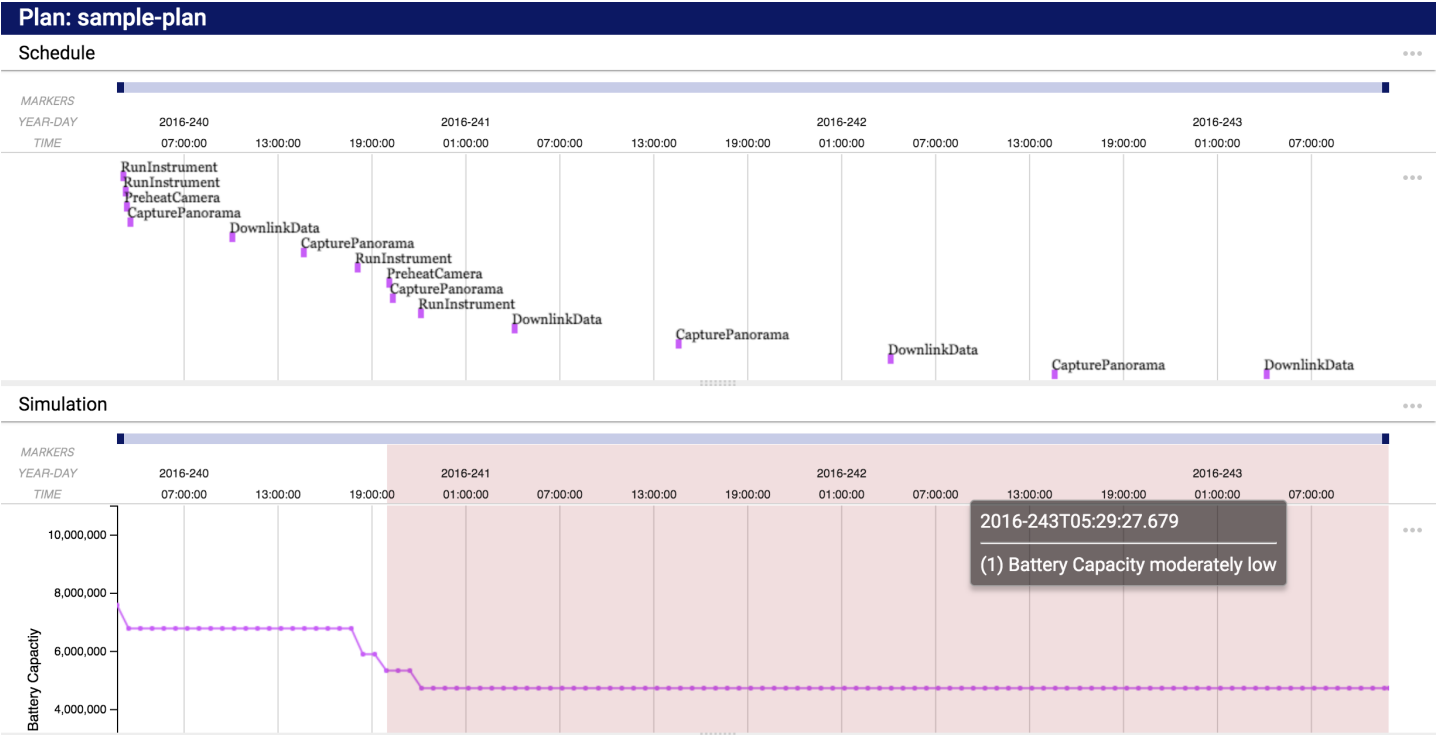 Plan: sample-plan
Schedule
MARKERS
YEAR-DAY 2016-240 2016-241 2016-242 2016-243
TIME 07:00:00 13:00:00 19:00:00 01:00:00 07:00:00 13:00:00 19:00:00 01:00:00 07:00:00 13:00:00 19:00:00 01:00:00 07:00:00
RunInstrument
RunInstrument
PreheatCamera
CapturePanorama
DownlinkData
CapturePanorama
RunInstrument
PreheatCamera
CapturePanorama
RunInstrument
DownlinkData
CapturePanorama
DownlinkData
CapturePanorama DownlinkData
Simulation
MARKERS
YEAR-DAY 2016-240 2016-241 2016-242 2016-243
TIME 07:00:00 13:00:00 19:00:00 01:00:00 07:00:00 13:00:00 19:00:00 01:00:00 07:00:00 13:00:00 19:00:00 01:00:00 07:00:00
2016-243T05:29:27.679
(1) Battery Capacity moderately low
10,000,000
8,000,000
6,000,000
4,000,000
Battery Capactiy